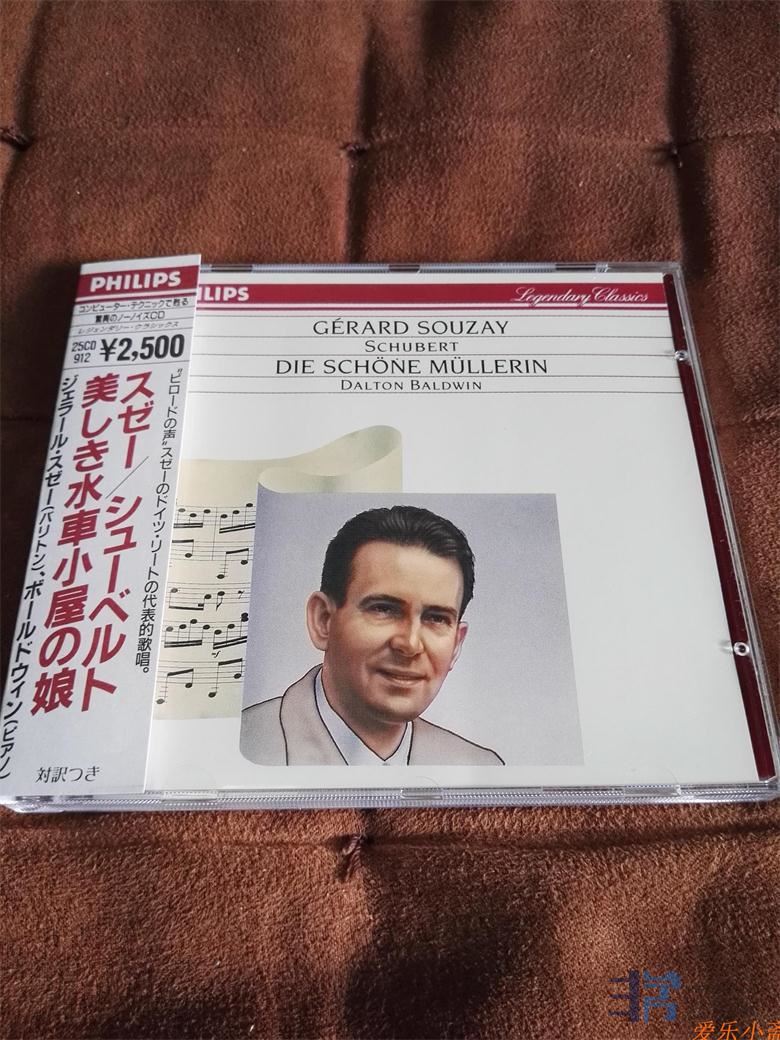 PHILIPS
コンピューター・テクニックで甦る
驚異のノーノイズCD
レジェンダリー・クラシックス
25CD
912
¥2,500
"ビロードの声"スゼーのドイツ・リートの代表的歌唱。
スゼー/シューベルト
美しき水車小屋の娘
ジェラール・スゼー(バリトン)、ボールドウィン(ピアノ)
対訳つき
ILIPS
Legendary Classics
GÉRARD SOUZAY
SCHUBERT
DIE SCHÖNE MÜLLERIN
DALTON BALDWIN
爱乐小斋